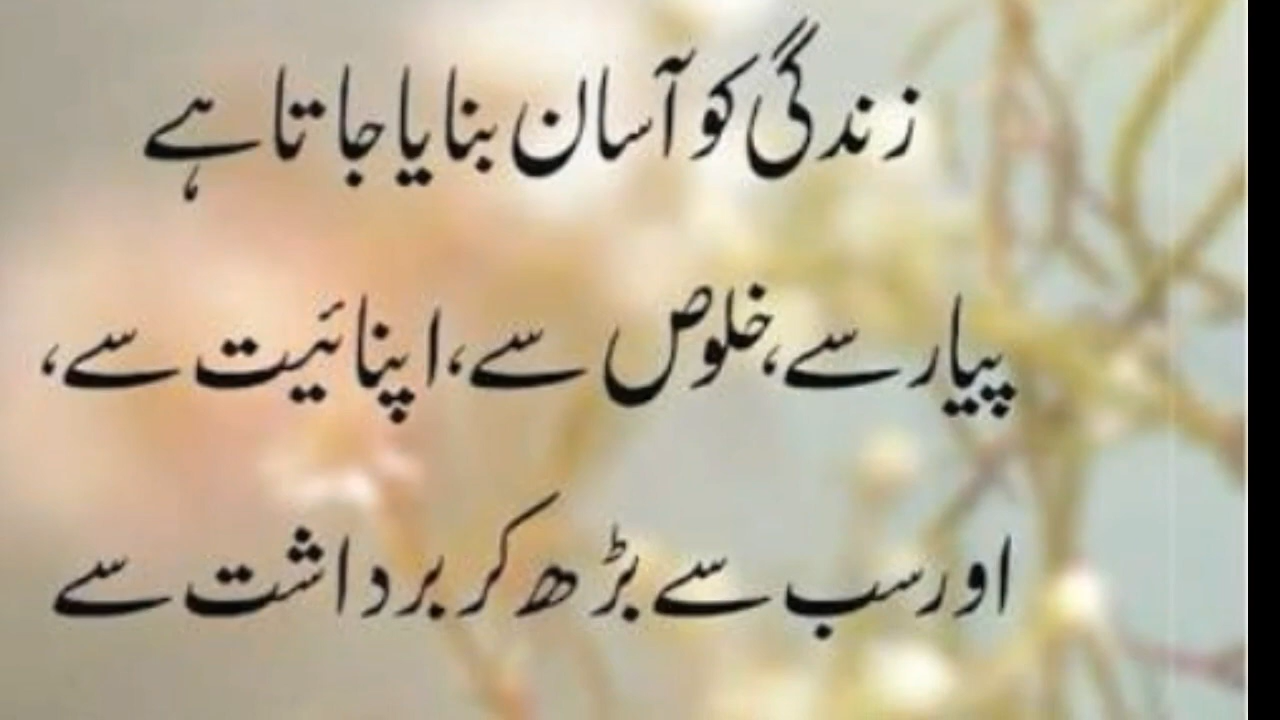 زندگی کو آسان بنایا جاتا ہے
پیار سے، خلوص سے، اپنائیت سے،
اور سب سے بڑھ کر برداشت سے